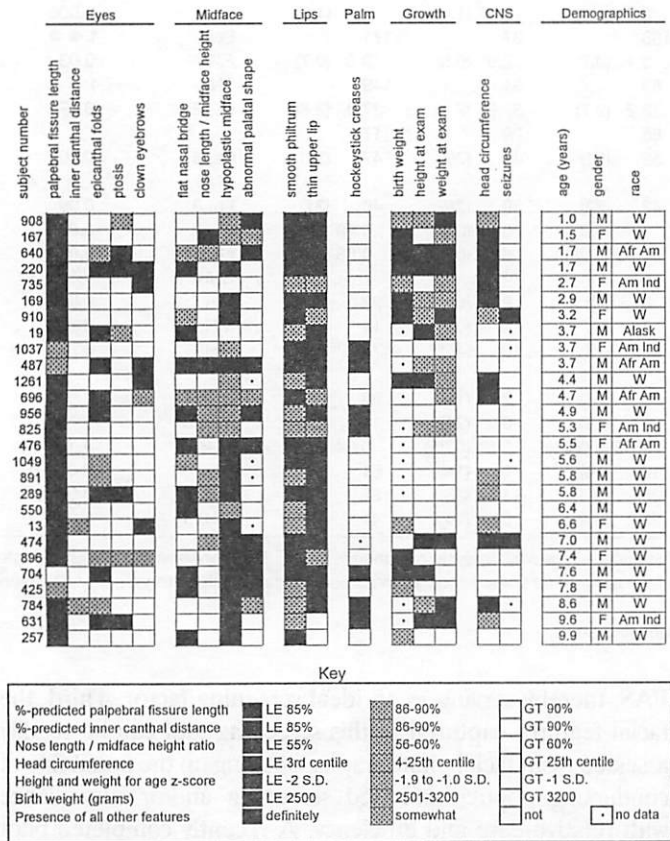 Eyes Midface Lips Palm Growth CNS Demographics
subject number
palpebral fissure length
inner canthal distance
epicanthal folds
ptosis
clown eyebrows
flat nasal bridge
nose length / midface height
hypoplastic midface
abnormal palatal shape
smooth philtrum
thin upper lip
hockeystick creases
birth weight
height at exam
weight at exam
head circumference
seizures
age (years)
gender
race
908 1.0 M W
167 1.5 F W
640 1.7 M Afr Am
220 1.7 M W
735 2.7 F Am Ind
169 2.9 M W
910 3.2 F W
19 3.7 M Alask
1037 3.7 F Am Ind
487 3.7 M Afr Am
1261 4.4 M W
696 4.7 M Afr Am
956 4.9 M W
825 5.3 F Am Ind
476 5.5 F Afr Am
1049 5.6 M W
891 5.8 M W
289 5.8 M W
550 6.4 M W
13 6.6 F W
474 7.0 M W
896 7.4 F W
704 7.6 M W
425 7.8 F W
784 8.6 M W
631 9.6 F Am Ind
257 9.9 M W
Key
%-predicted palpebral fissure length LE 85% 86-90% GT 90%
%-predicted inner canthal distance LE 85% 86-90% GT 90%
Nose length / midface height ratio LE 55% 56-60% GT 60%
Head circumference LE 3rd centile 4-25th centile GT 25th centile
Height and weight for age z-score LE -2 S.D. -1.9 to -1.0 S.D. GT -1 S.D.
Birth weight (grams) LE 2500 2501-3200 GT 3200
Presence of all other features definitely somewhat not no data